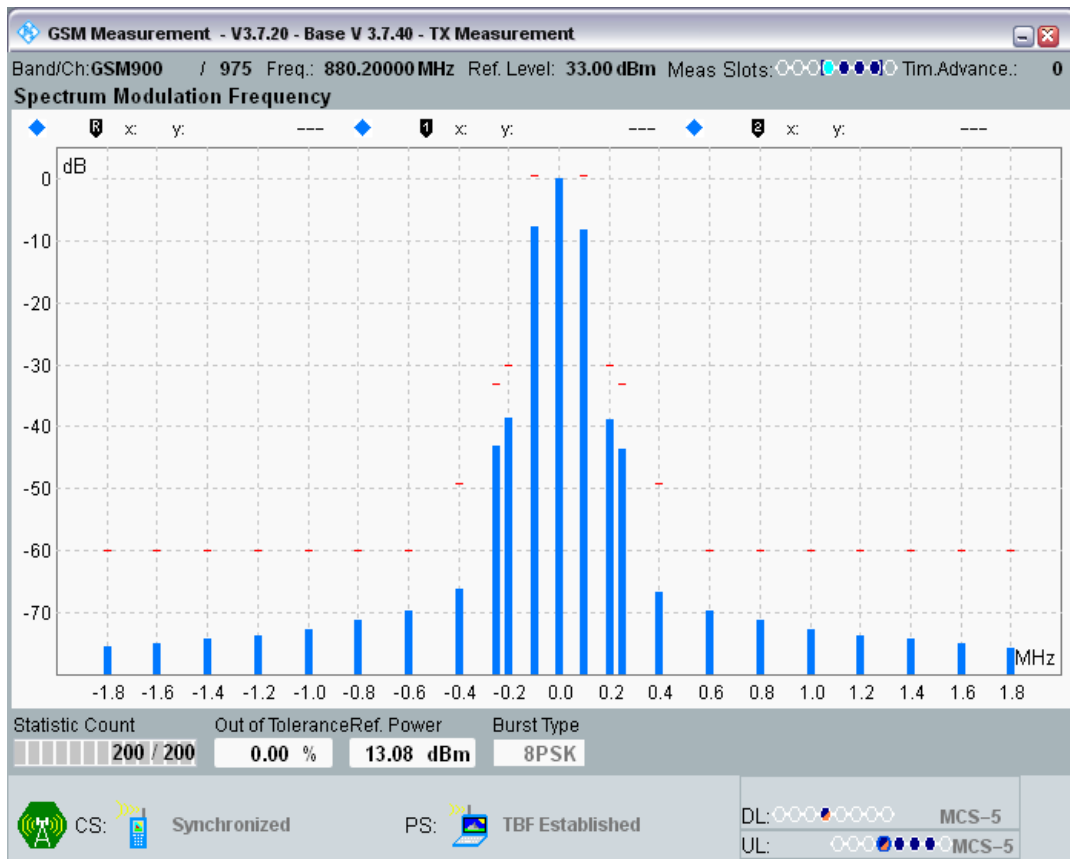 GSM Measurement - V3.7.20 - Base V 3.7.40 - TX Measurement
Band/Ch:GSM900 / 975 Freq.: 880.20000 MHz Ref. Level: 33.00 dBm Meas Slots: Tim.Advance.: 0
Spectrum Modulation Frequency
R x: y: --- 1 x: y: --- 2 x: y: ---
dB
0
-10
-20
-30
-40
-50
-60
-70
MHz
-1.8 -1.6 -1.4 -1.2 -1.0 -0.8 -0.6 -0.4 -0.2 0.0 0.2 0.4 0.6 0.8 1.0 1.2 1.4 1.6 1.8
Statistic Count Out of Tolerance Ref. Power Burst Type
200 / 200 0.00 % 13.08 dBm 8PSK
CS: Synchronized PS: TBF Established
DL: MCS-5
UL: MCS-5